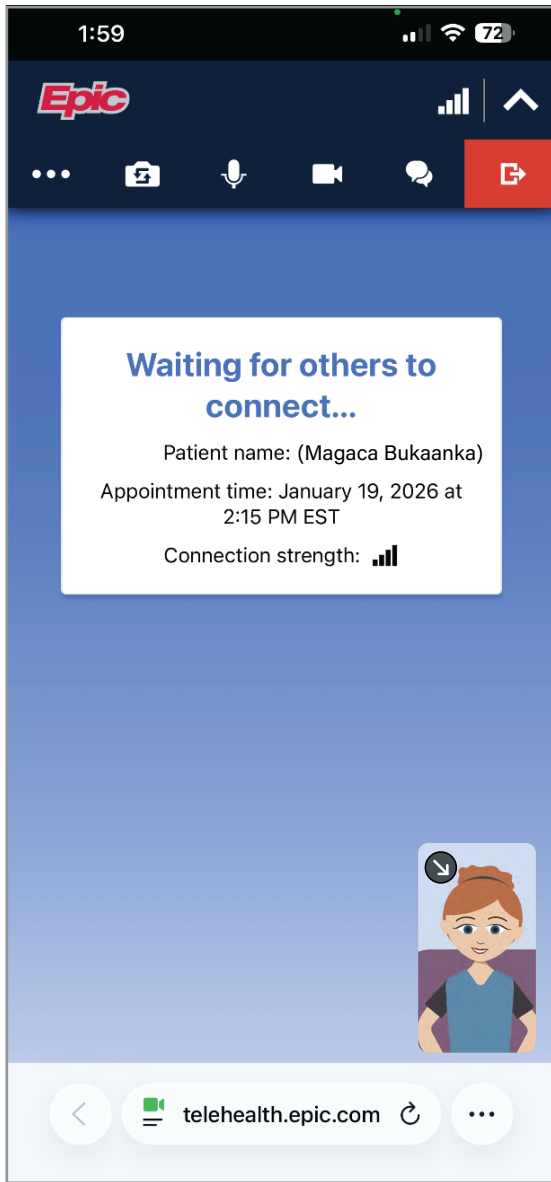 1:59
72
Epic
Waiting for others to
connect...
Patient name: (Magaca Bukaanka)
Appointment time: January 19, 2026 at
2:15 PM EST
Connection strength:
telehealth.epic.com